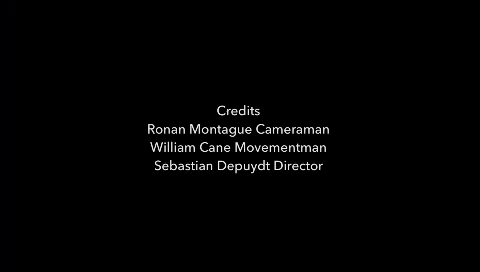 Credits
Ronan Montague Cameraman
William Cane Movementman
Sebastian Depuydt Director